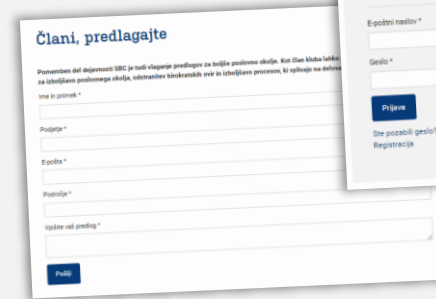 Člani, predlagajte
Pomemben del dejavnosti SBC je tudi vlaganje predlogov za boljše poslovno okolje. Kot član kluba lahko
za izboljšavo poslovnega okolja, odstranitev birokratskih ovir in izboljšavo procesov, ki vplivajo na
Ime in priimek *
Podjetje *
E-pošta *
Področje *
Vpišite vaš predlog *
Pošlji
E-poštni naslov *
Geslo *
Prijava
Ste pozabili geslo?
Registracija